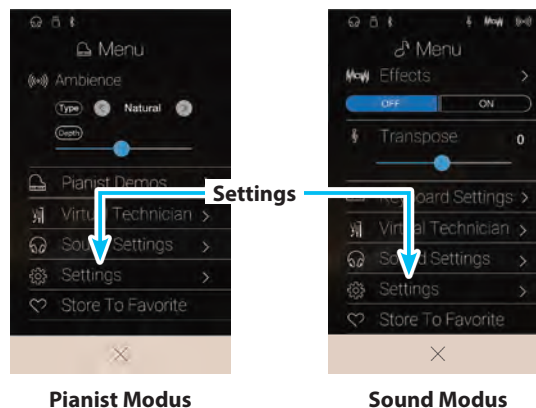 Menu
Ambience
Type
Natural
Depth
Pianist Demos
Virtual Technician
Sound Settings
Settings
Store To Favorite
Pianist Modus
Settings
Menu
Effects
OFF
ON
Transpose
0
Keyboard Settings
Virtual Technician
Sound Settings
Settings
Store To Favorite
Sound Modus